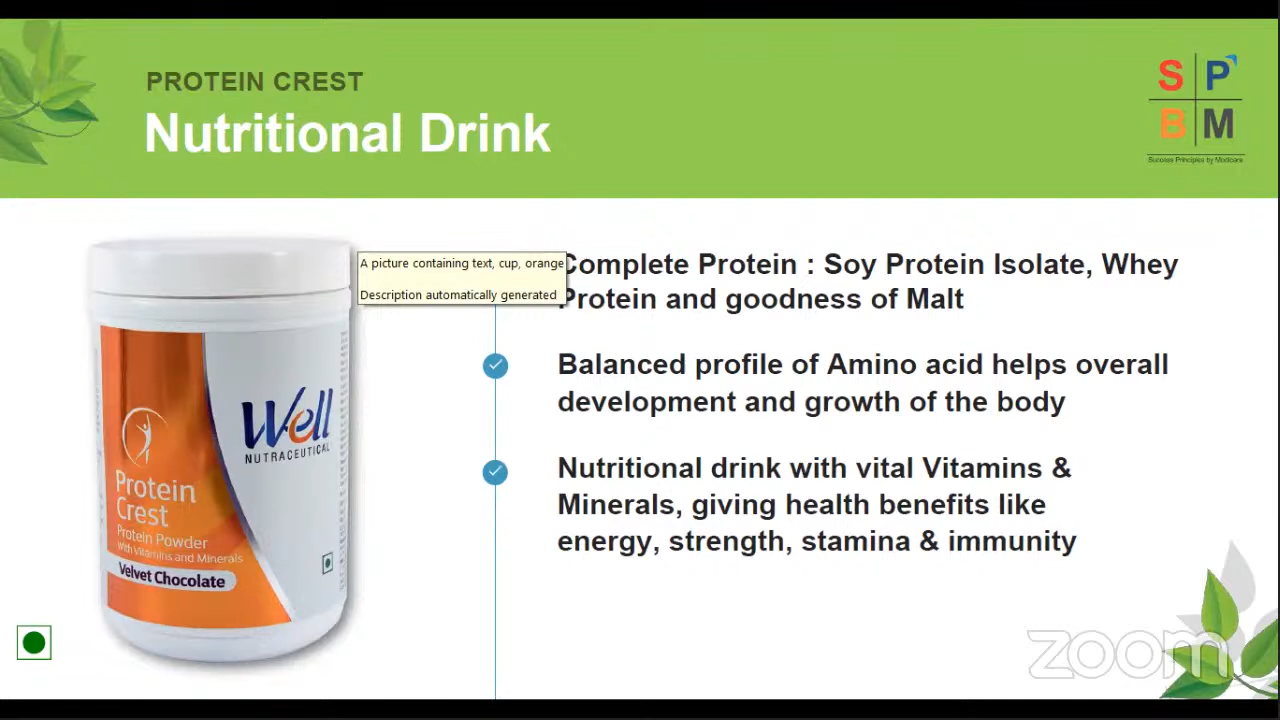 PROTEIN CREST
Nutritional Drink
S P
B M
Success Principles by Modicare
A picture containing text, cup, orange
Description automatically generated
Complete Protein : Soy Protein Isolate, Whey
Protein and goodness of Malt
Balanced profile of Amino acid helps overall
development and growth of the body
Nutritional drink with vital Vitamins &
Minerals, giving health benefits like
energy, strength, stamina & immunity
Well
NUTRACEUTICAL
Protein
Crest
Protein Powder
With Vitamins and Minerals
Velvet Chocolate
zoom